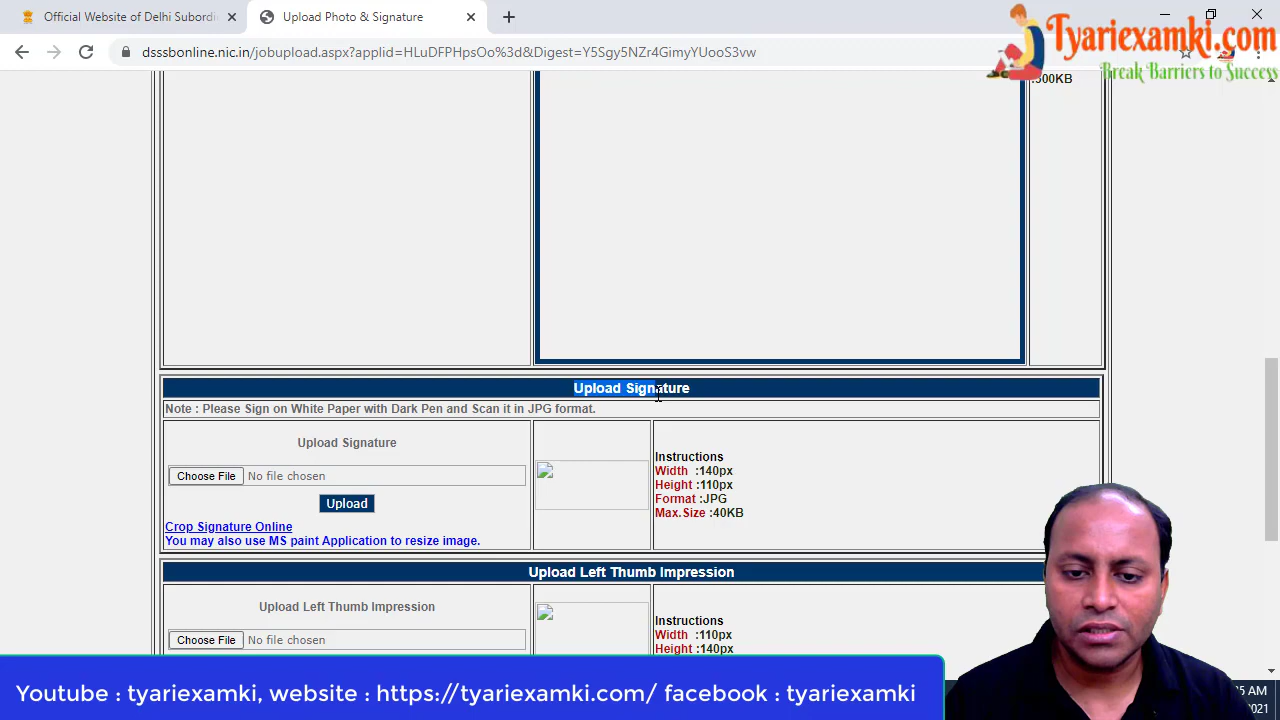 Official Website of Delhi Subordi
Upload Photo & Signature
dsssbonline.nic.in/jobupload.aspx?applid=HLuDFPHpsOo%3d&Digest=Y5Sgy5NZr4GimyYUooS3vw
Tyariexamki.com
Break Barriers to Success
:500KB
Upload Signature
Note : Please Sign on White Paper with Dark Pen and Scan it in JPG format.
Upload Signature
Choose File No file chosen
Upload
Crop Signature Online
You may also use MS paint Application to resize image.
Instructions
Width :140px
Height :110px
Format :JPG
Max.Size :40KB
Upload Left Thumb Impression
Upload Left Thumb Impression
Choose File No file chosen
Instructions
Width :110px
Height :140px
Youtube : tyariexamki, website : https://tyariexamki.com/ facebook : tyariexamki